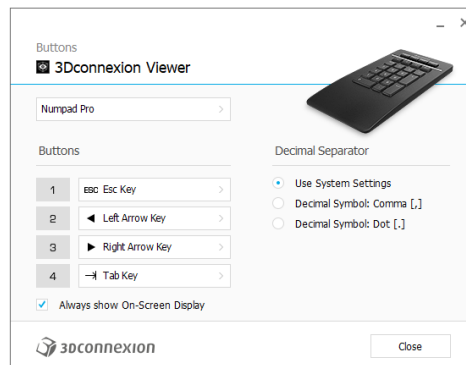 Buttons
3Dconnexion Viewer
Numpad Pro
Buttons
1 ESC Esc Key
2 Left Arrow Key
3 Right Arrow Key
4 Tab Key
Always show On-Screen Display
Decimal Separator
Use System Settings
Decimal Symbol: Comma [,]
Decimal Symbol: Dot [.]
3Dconnexion
Close